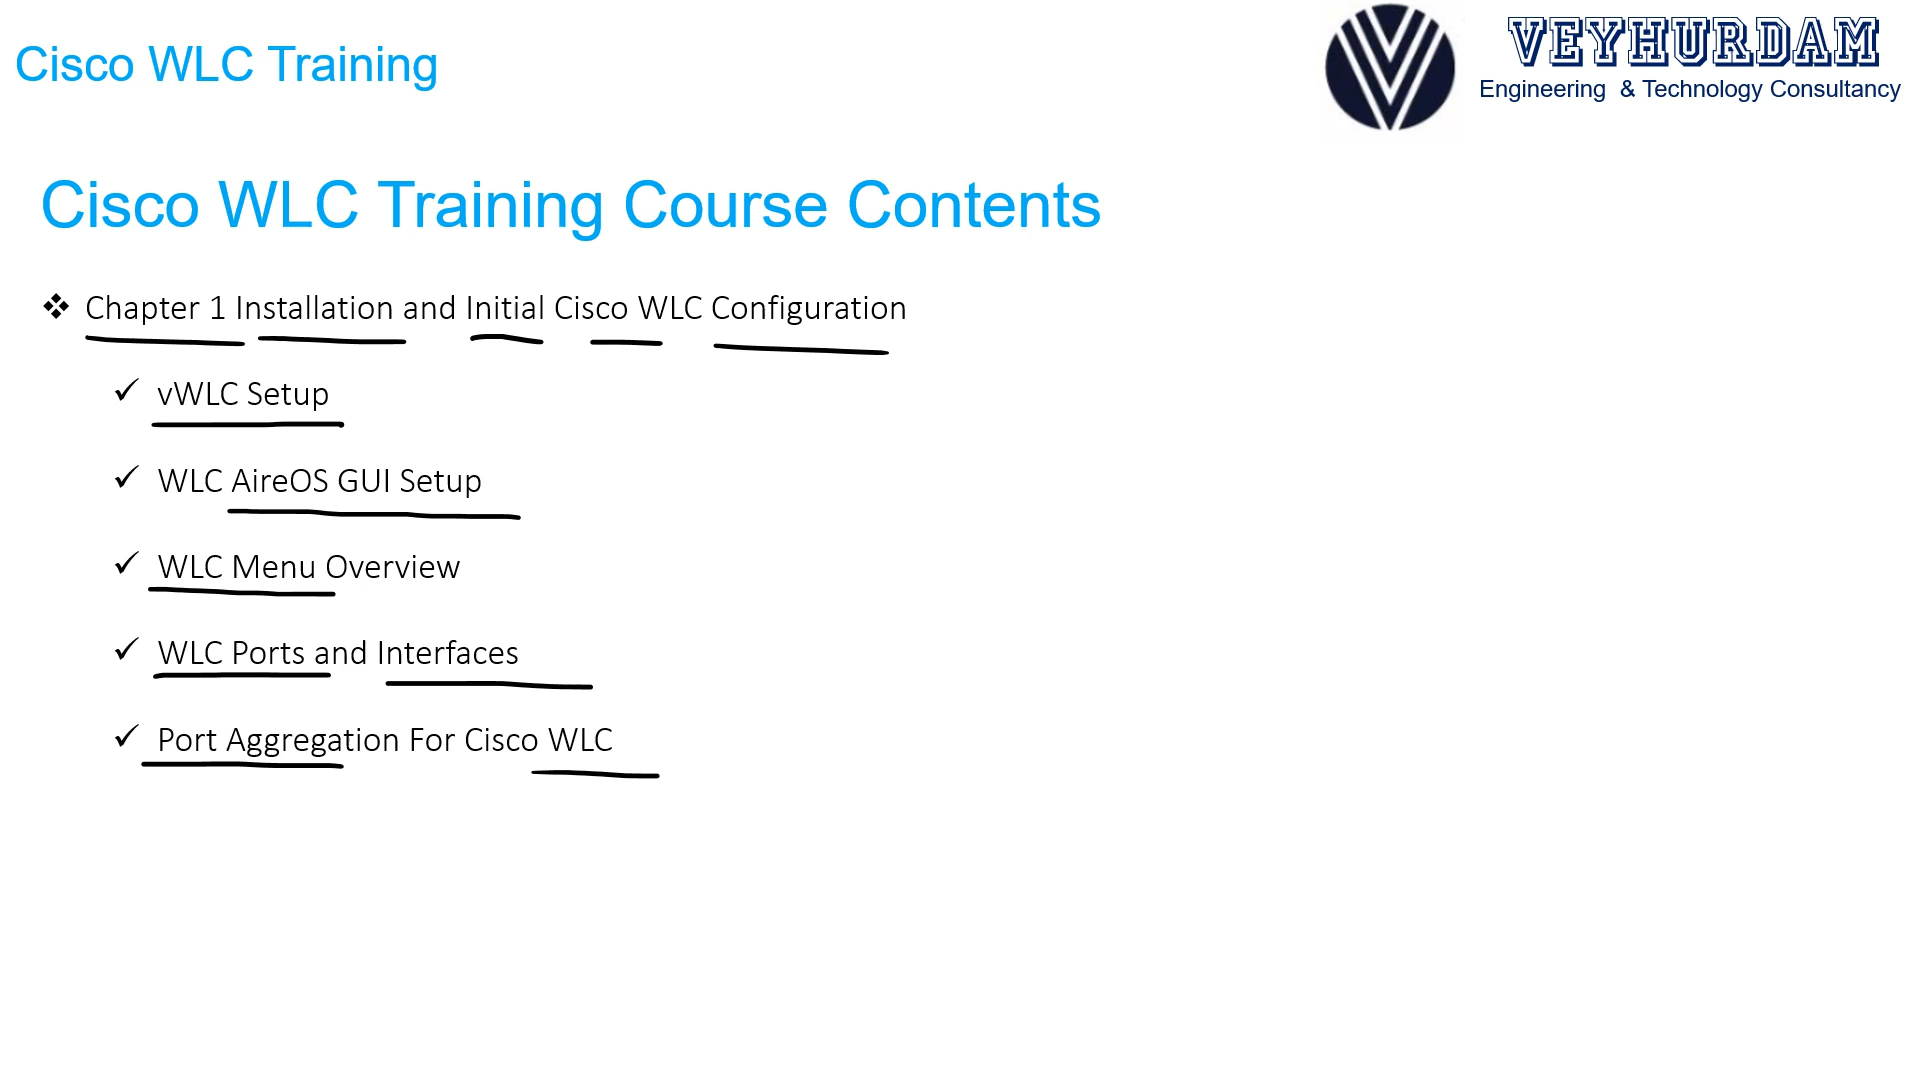 Cisco WLC Training
VEYHURDAM
Engineering & Technology Consultancy
Cisco WLC Training Course Contents
❖ Chapter 1 Installation and Initial Cisco WLC Configuration
✓ vWLC Setup
✓ WLC AireOS GUI Setup
✓ WLC Menu Overview
✓ WLC Ports and Interfaces
✓ Port Aggregation For Cisco WLC